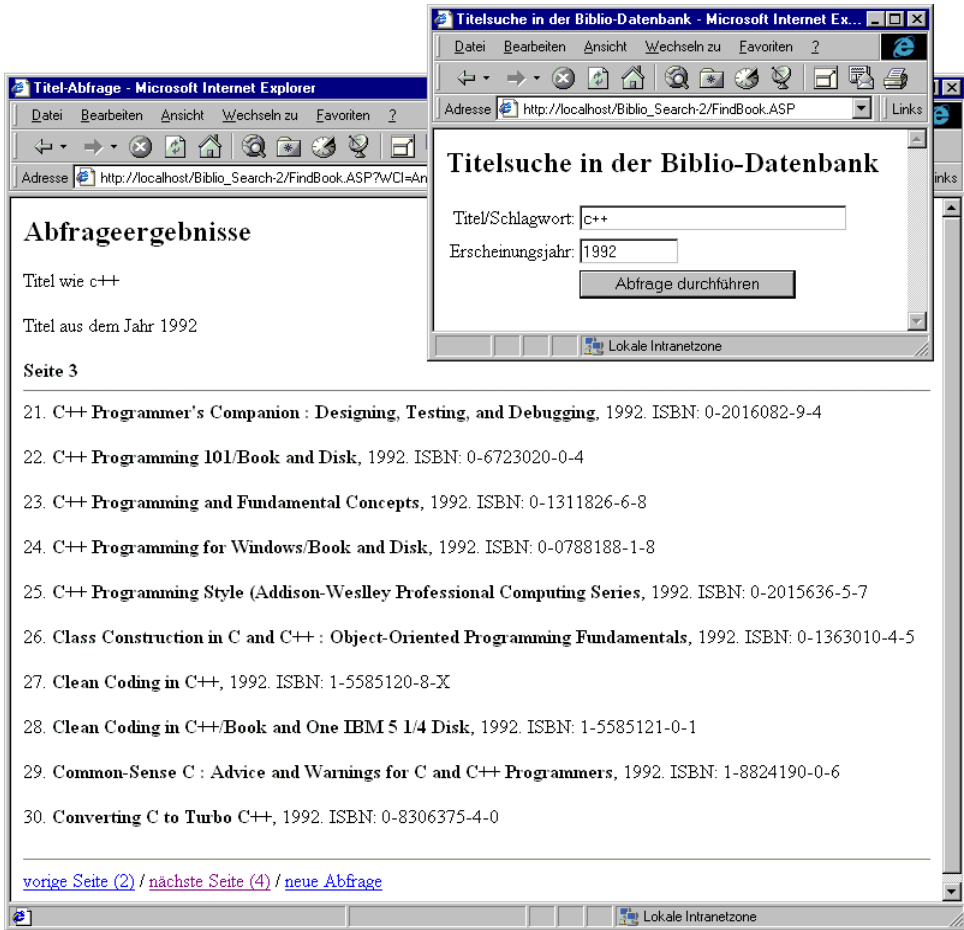 Titelsuche in der Biblio-Datenbank - Microsoft Internet Ex...
Datei Bearbeiten Ansicht Wechseln zu Favoriten ?
Adresse http://localhost/Biblio_Search-2/FindBook.ASP Links
Titelsuche in der Biblio-Datenbank
Titel/Schlagwort: c++
Erscheinungsjahr: 1992
Abfrage durchführen
Lokale Intranetzone
Titel-Abfrage - Microsoft Internet Explorer
Datei Bearbeiten Ansicht Wechseln zu Favoriten ?
Adresse http://localhost/Biblio_Search-2/FindBook.ASP?WCI=An
inks
Abfrageergebnisse
Titel wie c++
Titel aus dem Jahr 1992
Seite 3
21. C++ Programmer's Companion : Designing, Testing, and Debugging, 1992. ISBN: 0-2016082-9-4
22. C++ Programming 101/Book and Disk, 1992. ISBN: 0-6723020-0-4
23. C++ Programming and Fundamental Concepts, 1992. ISBN: 0-1311826-6-8
24. C++ Programming for Windows/Book and Disk, 1992. ISBN: 0-0788188-1-8
25. C++ Programming Style (Addison-Weslley Professional Computing Series, 1992. ISBN: 0-2015636-5-7
26. Class Construction in C and C++ : Object-Oriented Programming Fundamentals, 1992. ISBN: 0-1363010-4-5
27. Clean Coding in C++, 1992. ISBN: 1-5585120-8-X
28. Clean Coding in C++/Book and One IBM 5 1/4 Disk, 1992. ISBN: 1-5585121-0-1
29. Common-Sense C : Advice and Warnings for C and C++ Programmers, 1992. ISBN: 1-8824190-0-6
30. Converting C to Turbo C++, 1992. ISBN: 0-8306375-4-0
vorige Seite (2) / nächste Seite (4) / neue Abfrage
Lokale Intranetzone